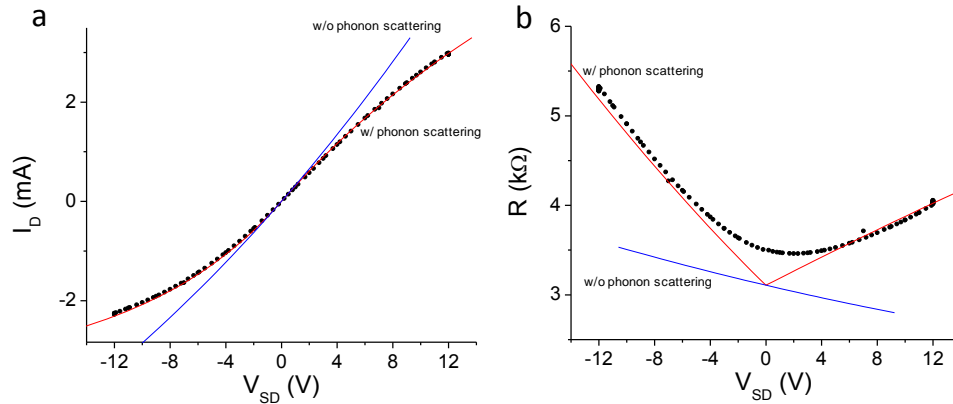 a
w/o phonon scattering
w/ phonon scattering
I_D (mA)
2
0
-2
-12 -8 -4 0 4 8 12
V_SD (V)
b
w/ phonon scattering
w/o phonon scattering
R (kΩ)
6
5
4
3
-12 -8 -4 0 4 8 12
V_SD (V)